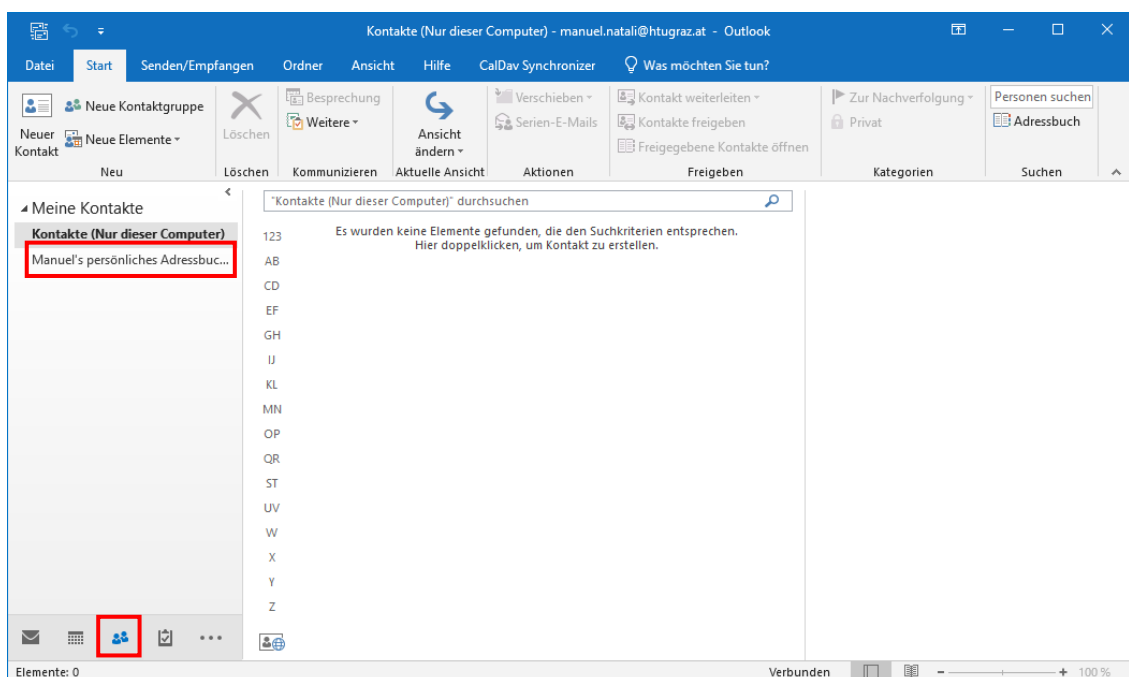 Kontakte (Nur dieser Computer) - manuel.natali@htugraz.at - Outlook
Datei Start Senden/Empfangen Ordner Ansicht Hilfe CalDav Synchronizer Was möchten Sie tun?
Neuer Kontakt
Neue Kontaktgruppe
Neue Elemente
Neu
Löschen
Löschen
Besprechung
Weitere
Kommunizieren
Ansicht ändern
Aktuelle Ansicht
Verschieben
Serien-E-Mails
Aktionen
Kontakt weiterleiten
Kontakte freigeben
Freigegebene Kontakte öffnen
Freigeben
Zur Nachverfolgung
Privat
Kategorien
Personen suchen
Adressbuch
Suchen
Meine Kontakte
Kontakte (Nur dieser Computer)
Manuel's persönliches Adressbuc...
"Kontakte (Nur dieser Computer)" durchsuchen
Es wurden keine Elemente gefunden, die den Suchkriterien entsprechen.
Hier doppelklicken, um Kontakt zu erstellen.
123
AB
CD
EF
GH
IJ
KL
MN
OP
QR
ST
UV
W
X
Y
Z
Elemente: 0
Verbunden
100 %